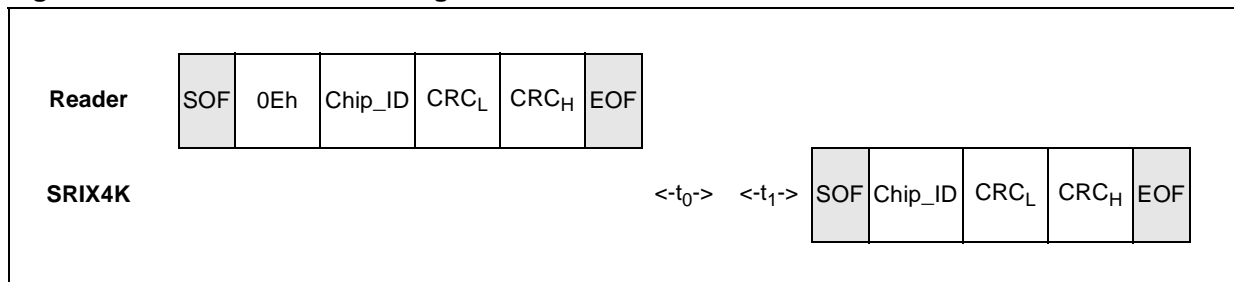 Reader SOF 0Eh Chip_ID CRCL CRCH EOF
SRIX4K <-t0-> <-t1-> SOF Chip_ID CRCL CRCH EOF